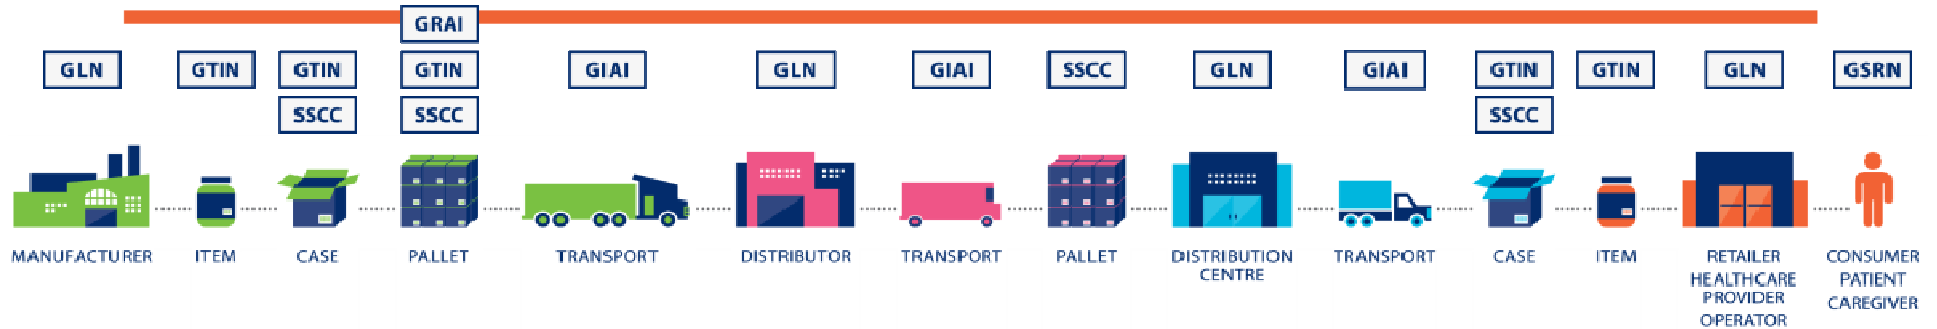 GRAI
GLN GTIN GTIN GTIN GIAI GLN GIAI SSCC GLN GIAI GTIN GTIN GLN GSRN
SSCC SSCC SSCC
MANUFACTURER ITEM CASE PALLET TRANSPORT DISTRIBUTOR TRANSPORT PALLET DISTRIBUTION TRANSPORT CASE ITEM RETAILER CONSUMER
CENTRE HEALTHCARE PATIENT
PROVIDER CAREGIVER
OPERATOR